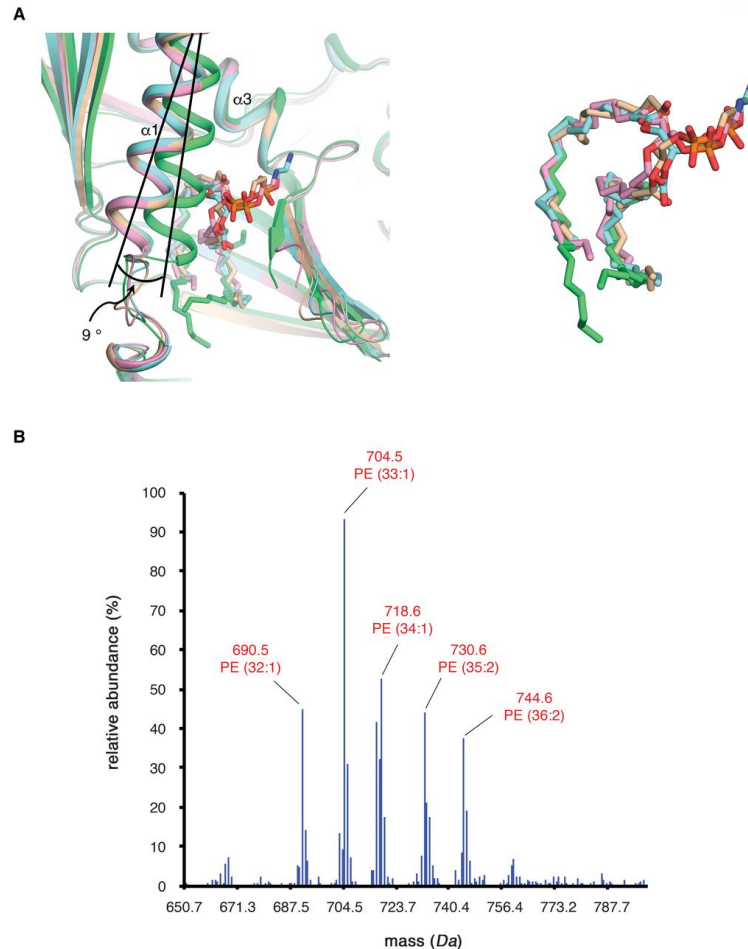 A
α3
α1
9 °
B
704.5
PE (33:1)
718.6
PE (34:1)
690.5
PE (32:1)
730.6
PE (35:2)
744.6
PE (36:2)
relative abundance (%)
100
90
80
70
60
50
40
30
20
10
0
650.7 671.3 687.5 704.5 723.7 740.4 756.4 773.2 787.7
mass (Da)